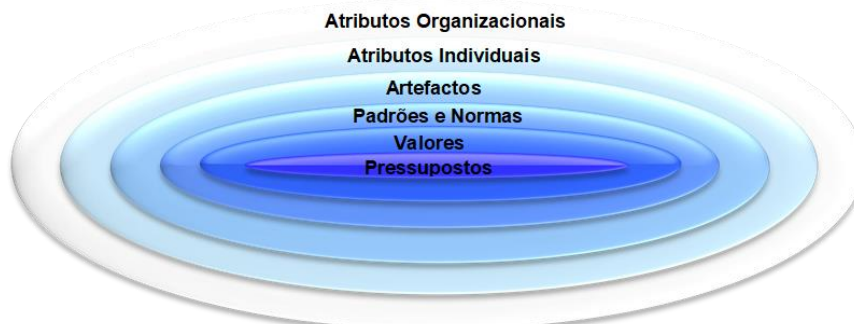 Atributos Organizacionais
Atributos Individuais
Artefactos
Padrões e Normas
Valores
Pressupostos